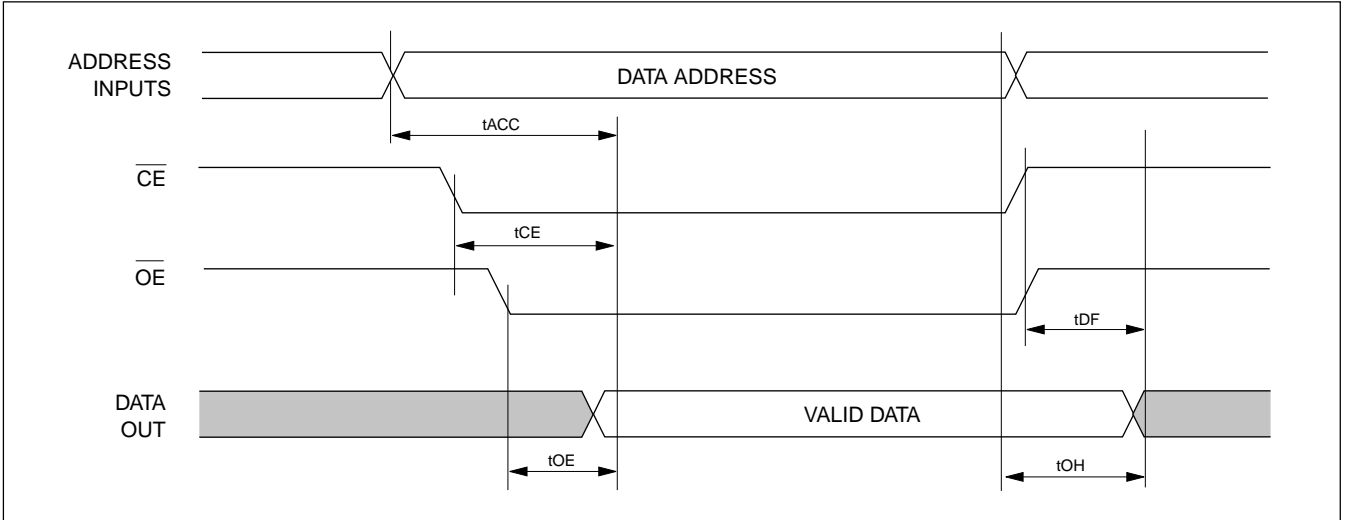 ADDRESS
INPUTS
DATA ADDRESS
tACC
CE
tCE
OE
tDF
DATA
OUT
VALID DATA
tOE
tOH